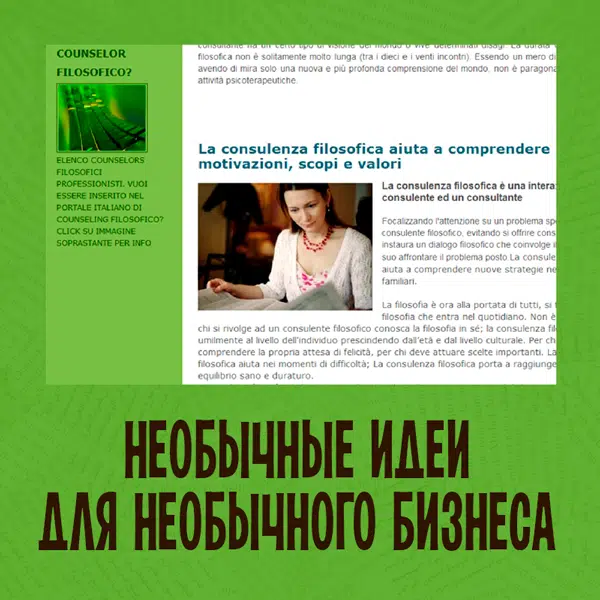 COUNSELOR
FILOSOFICO?
ELENCO COUNSELORS
FILOSOFICI
PROFESSIONISTI. VUOI
ESSERE INSERITO NEL
PORTALE ITALIANO DI
COUNSELING FILOSOFICO?
CLICK SU IMMAGINE
SOPRASTANTE PER INFO
consultante ha un certo tipo di visione del mondo o vive determinati disagi. La durata
filosofica non è solitamente molto lunga (tra i dieci e i venti incontri). Essendo un mero di
avendo di mira solo una nuova e più profonda comprensione del mondo, non è paragona
attività psicoterapeutiche.
La consulenza filosofica aiuta a comprendere
motivazioni, scopi e valori
La consulenza filosofica è una intera
consulente ed un consultante
Focalizzando l'attenzione su un problema spe
consulente filosofico, evitando si offrire cons
instaura un dialogo filosofico che coinvolge i
suo affrontare il problema posto La consule
aiuta a comprendere nuove strategie ne
familiari.
La filosofia è ora alla portata di tutti, si
filosofia che entra nel quotidiano. Non è
chi si rivolge ad un consulente filosofico conosca la filosofia in sé; la consulenza fil
umilmente al livello dell'individuo prescindendo dall'età e dal livello culturale. Per ch
comprendere la propria attesa di felicità, per chi deve attuare scelte importanti. La
filosofica aiuta nei momenti di difficoltà; La consulenza filosofica porta a raggiunge
equilibrio sano e duraturo.
НЕОБЫЧНЫЕ ИДЕИ
ДЛЯ НЕОБЫЧНОГО БИЗНЕСА